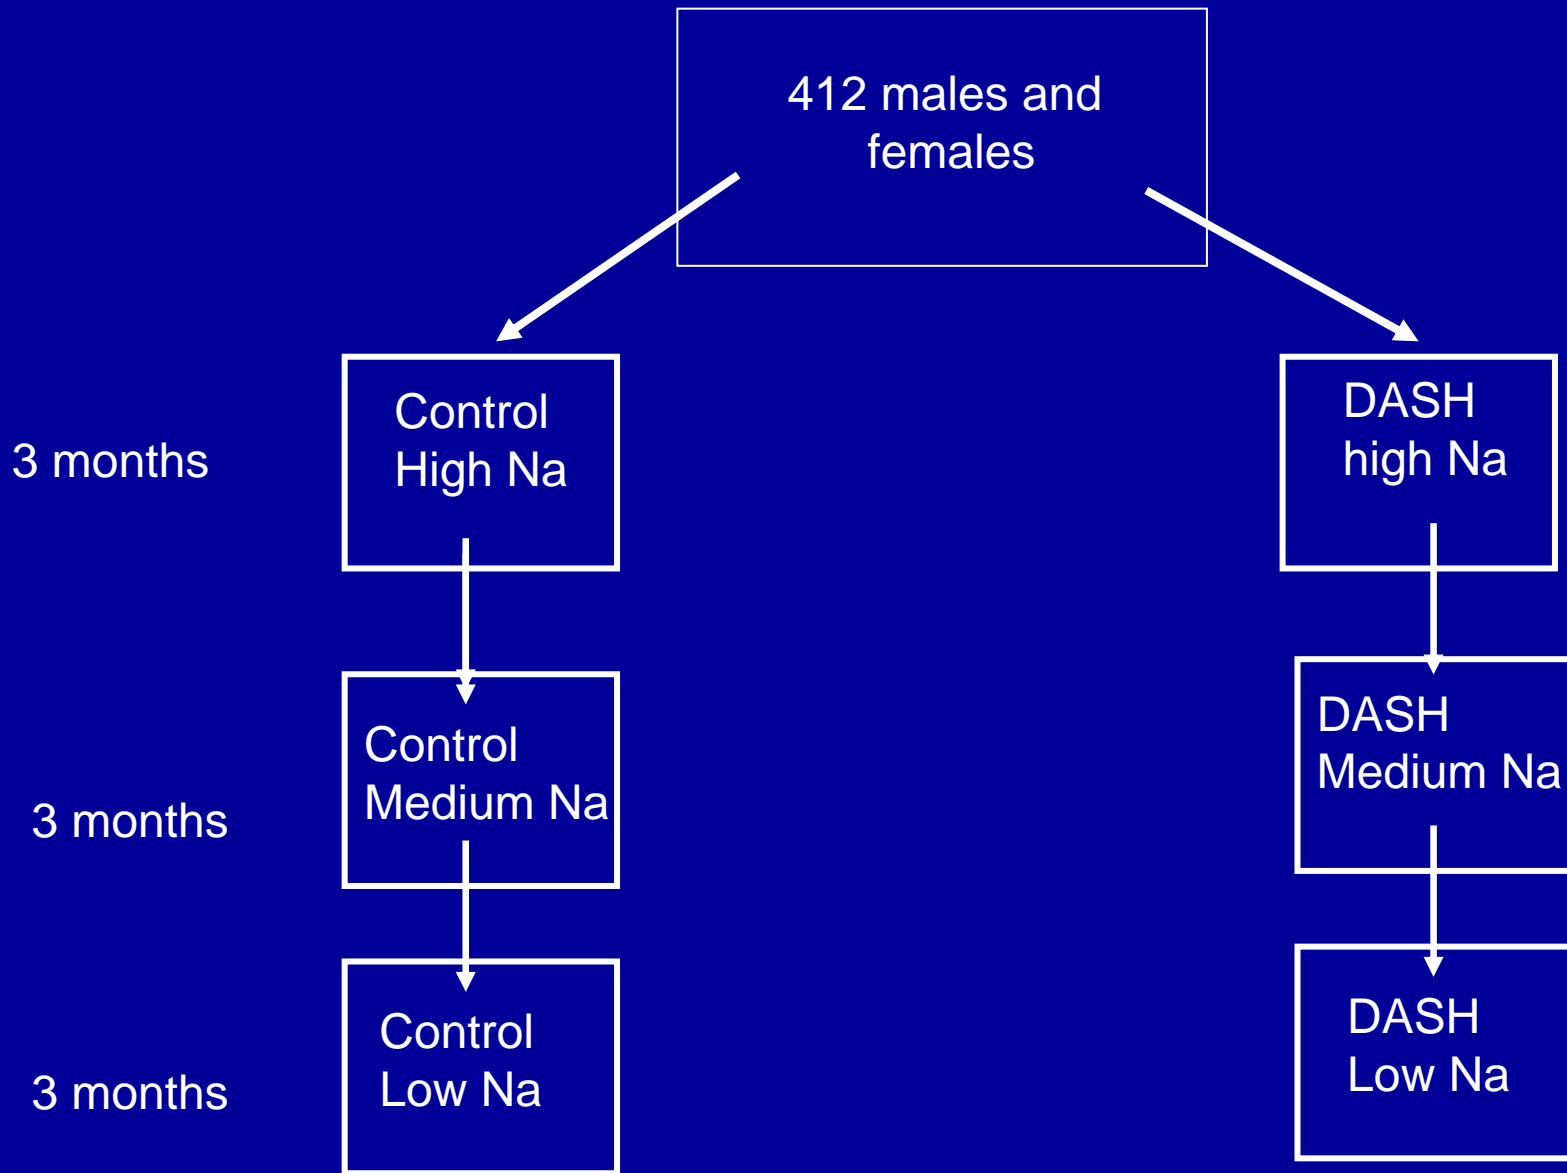 412 males and
females
3 months
Control
High Na
DASH
high Na
3 months
Control
Medium Na
DASH
Medium Na
3 months
Control
Low Na
DASH
Low Na